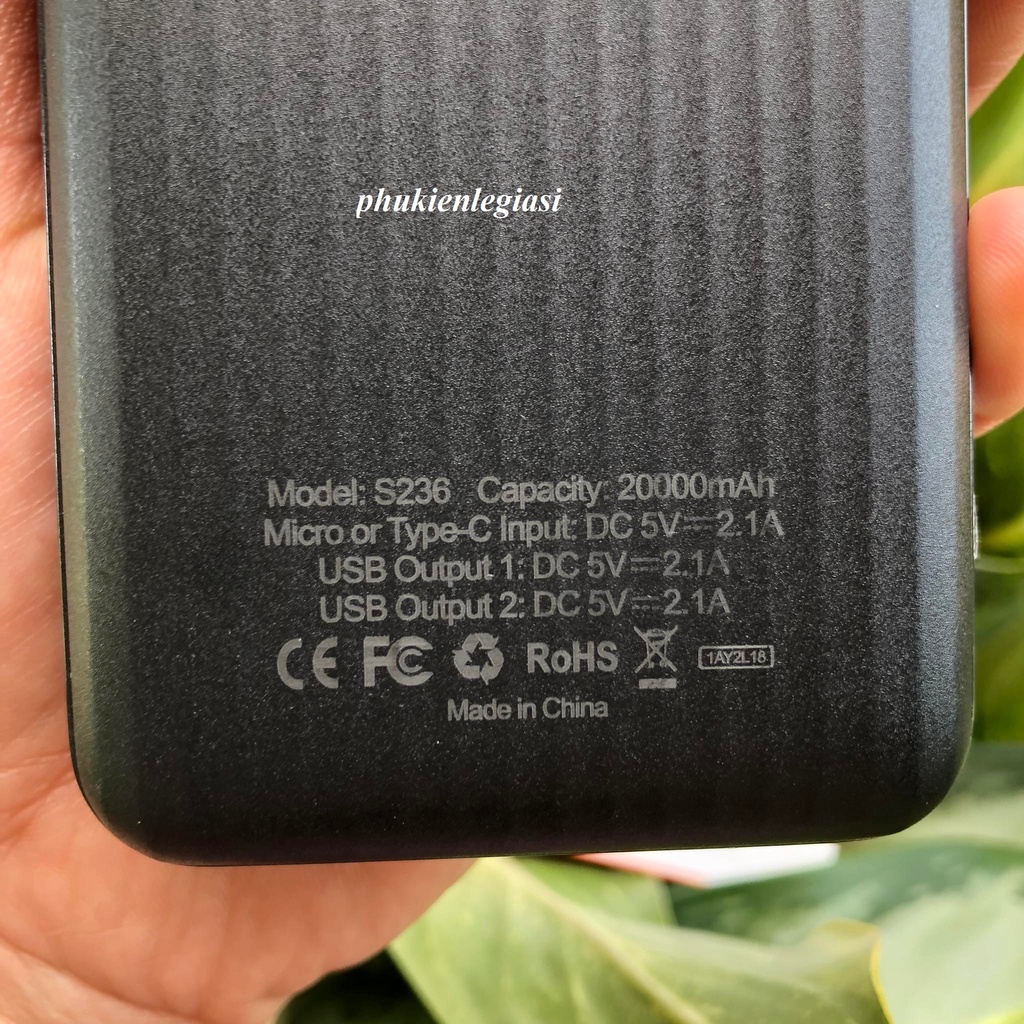 phukienlegiasi
Model: S236 Capacity: 20000mAh
Micro or Type-C Input: DC 5V⎓2.1A
USB Output 1: DC 5V⎓2.1A
USB Output 2: DC 5V⎓2.1A
CE FC RoHS 1AY2L18
Made in China